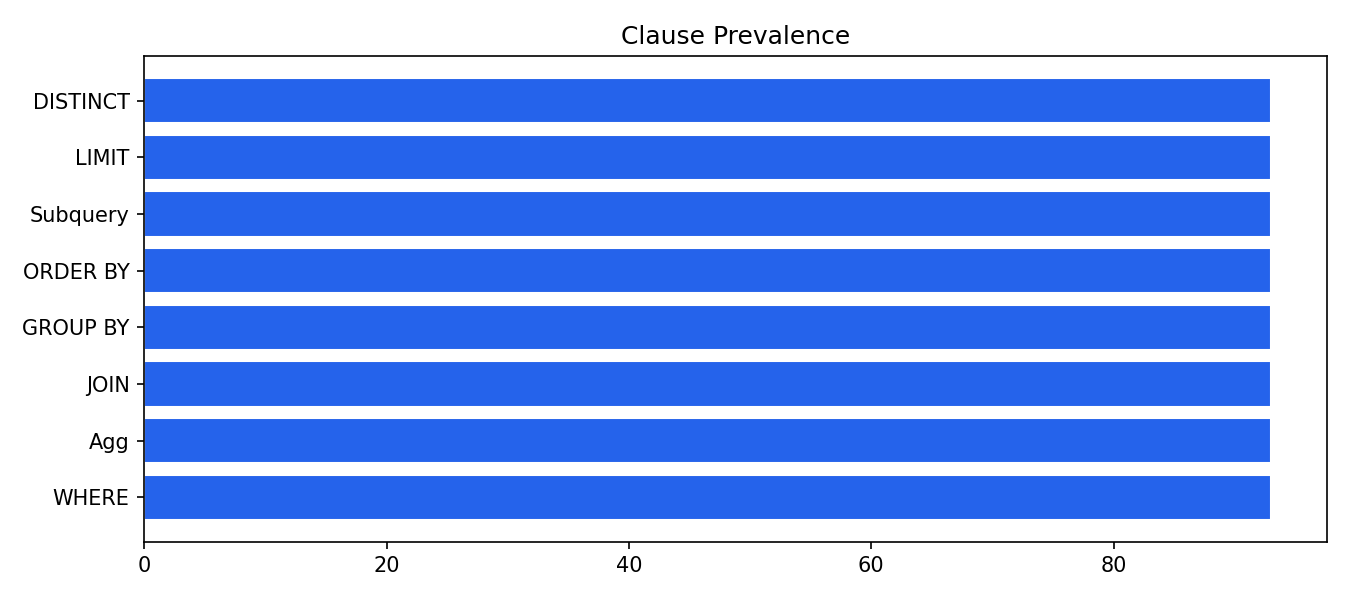 Clause Prevalence
DISTINCT
LIMIT
Subquery
ORDER BY
GROUP BY
JOIN
Agg
WHERE
0 20 40 60 80